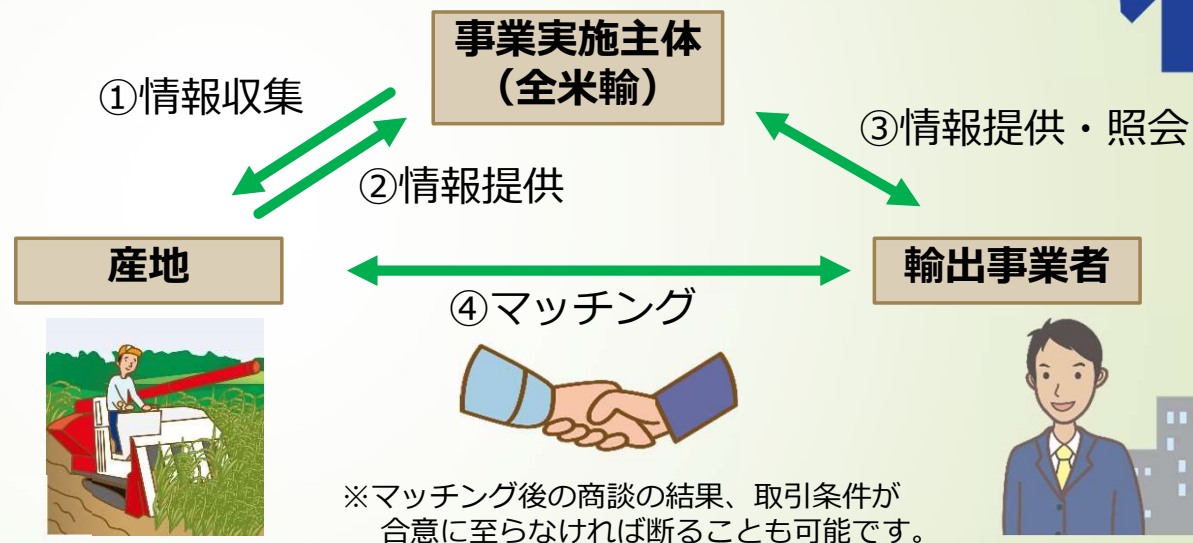 事業実施主体
（全米輸）
①情報収集
③情報提供・照会
②情報提供
産地
輸出事業者
④マッチング
※マッチング後の商談の結果、取引条件が
合意に至らなければ断ることも可能です。